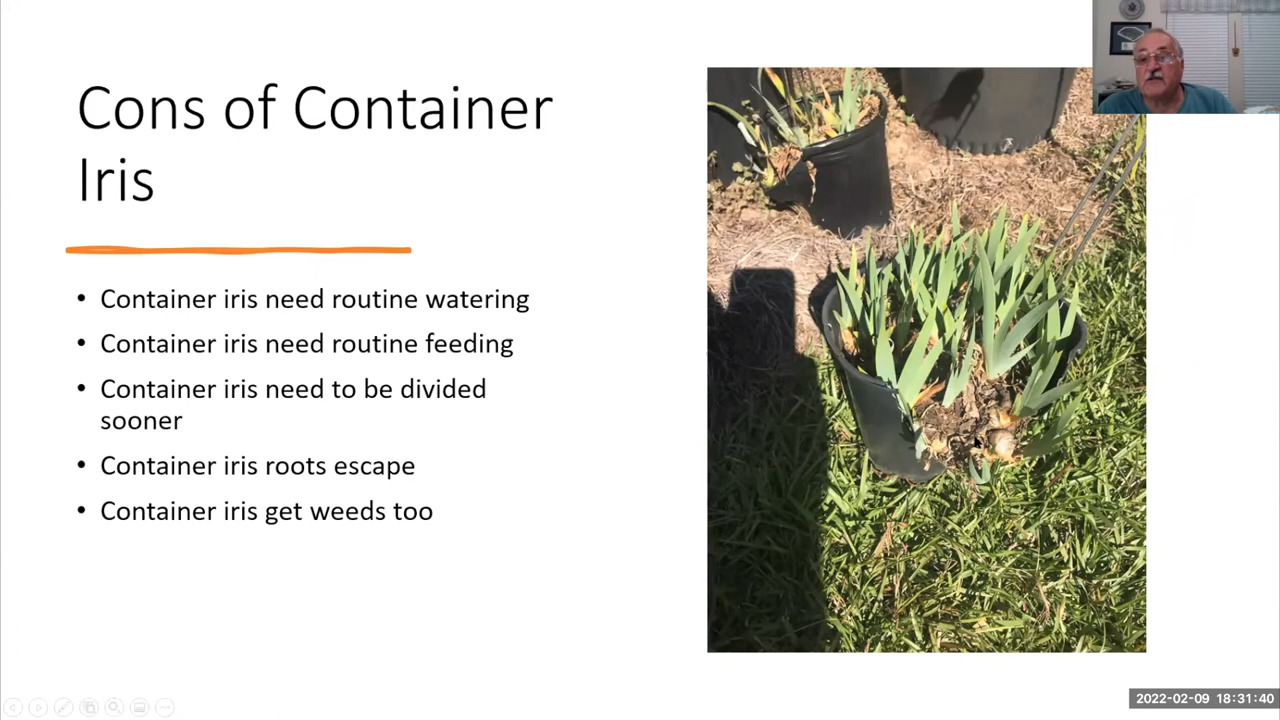 Cons of Container
Iris
• Container iris need routine watering
• Container iris need routine feeding
• Container iris need to be divided
sooner
• Container iris roots escape
• Container iris get weeds too
2022-02-09 18:31:40